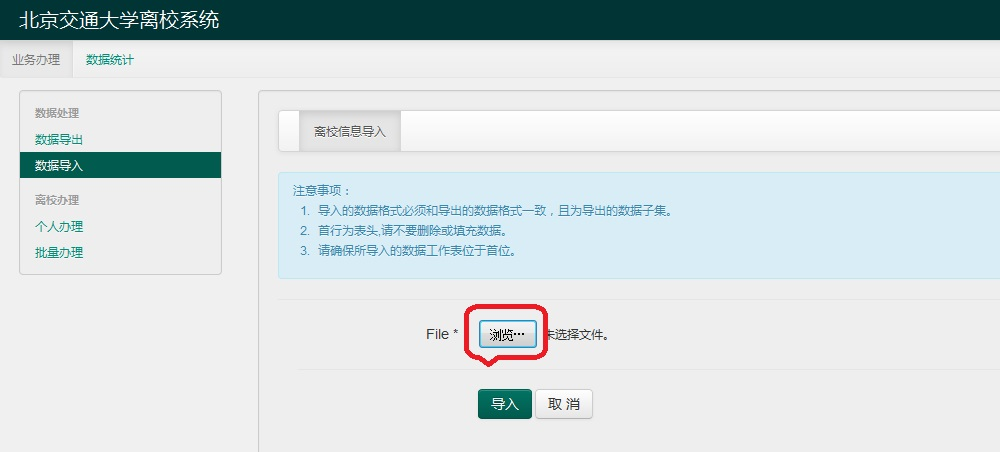 北京交通大学离校系统
业务办理 数据统计
数据处理
数据导出
数据导入
离校办理
个人办理
批量办理
离校信息导入
注意事项：
1. 导入的数据格式必须和导出的数据格式一致，且为导出的数据子集。
2. 首行为表头,请不要删除或填充数据。
3. 请确保所导入的数据工作表位于首位。
File * 浏览… 未选择文件。
导入 取 消